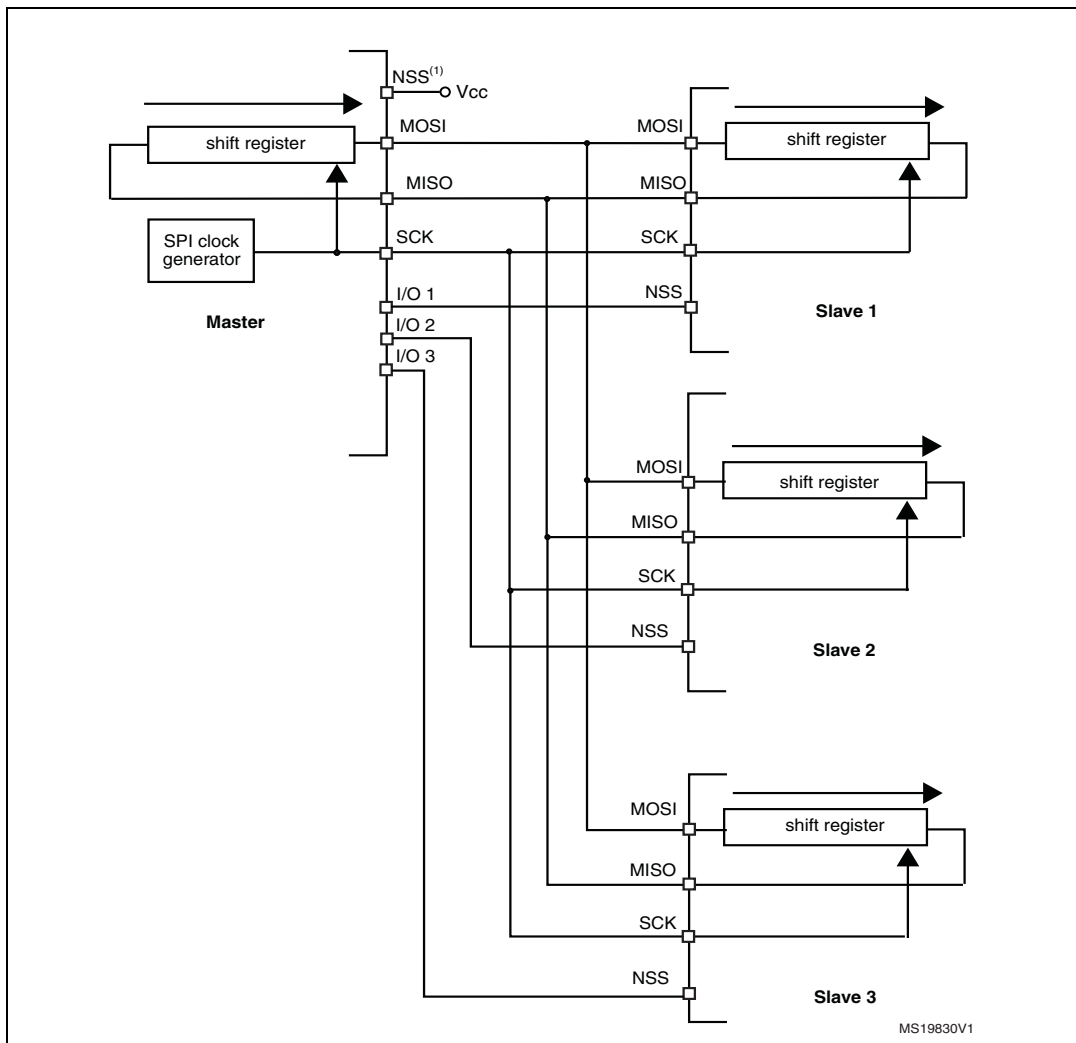 NSS(1)
Vcc
MOSI
MOSI
shift register
shift register
MISO
MISO
SPI clock
generator
SCK
SCK
I/O 1
NSS
Master
Slave 1
I/O 2
I/O 3
MOSI
shift register
MISO
SCK
NSS
Slave 2
MOSI
shift register
MISO
SCK
NSS
Slave 3
MS19830V1